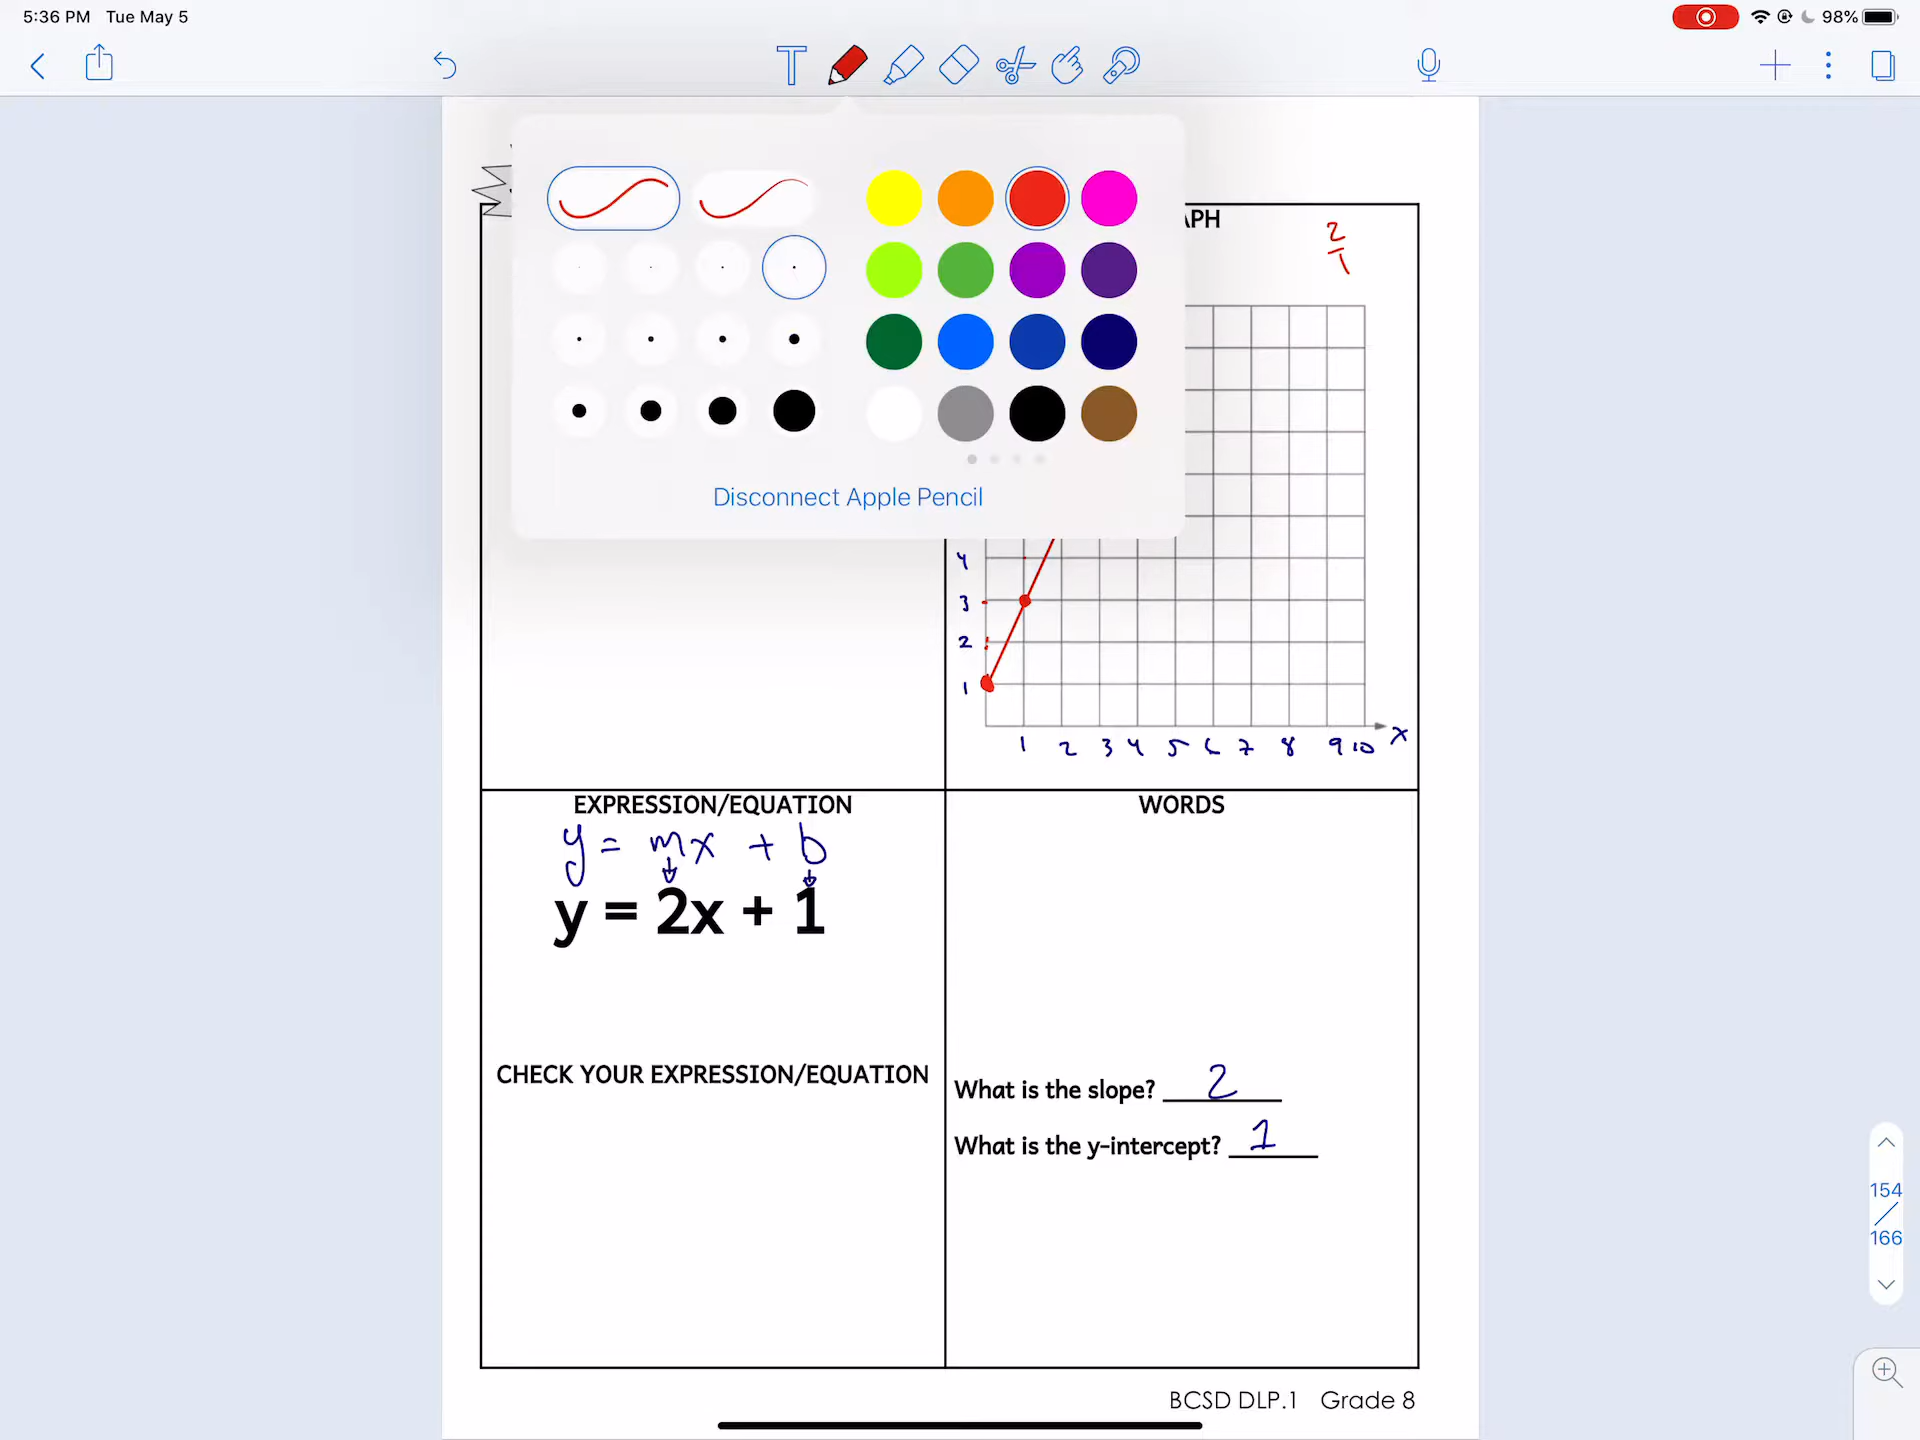 5:36 PM Tue May 5
98%
Disconnect Apple Pencil
APH
2
1
4
3
2
1
1 2 3 4 5 6 7 8 9 10 x
EXPRESSION/EQUATION
y = mx + b
y = 2x + 1
CHECK YOUR EXPRESSION/EQUATION
WORDS
What is the slope? 2
What is the y-intercept? 1
154
166
BCSD DLP.1 Grade 8